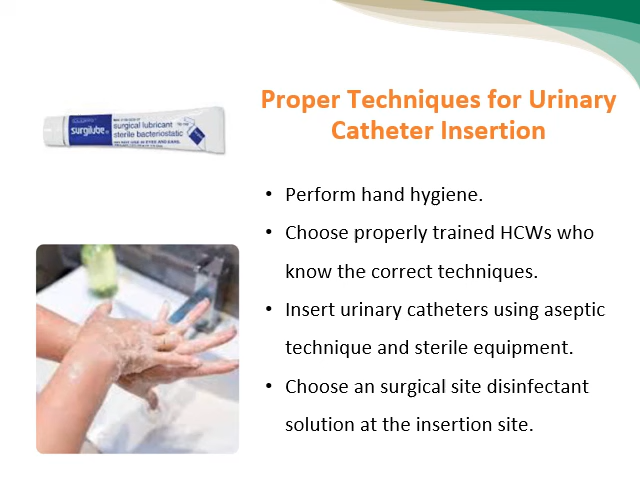 Proper Techniques for Urinary
Catheter Insertion
surgilube
surgical lubricant
sterile bacteriostatic
• Perform hand hygiene.
• Choose properly trained HCWs who
know the correct techniques.
• Insert urinary catheters using aseptic
technique and sterile equipment.
• Choose an surgical site disinfectant
solution at the insertion site.